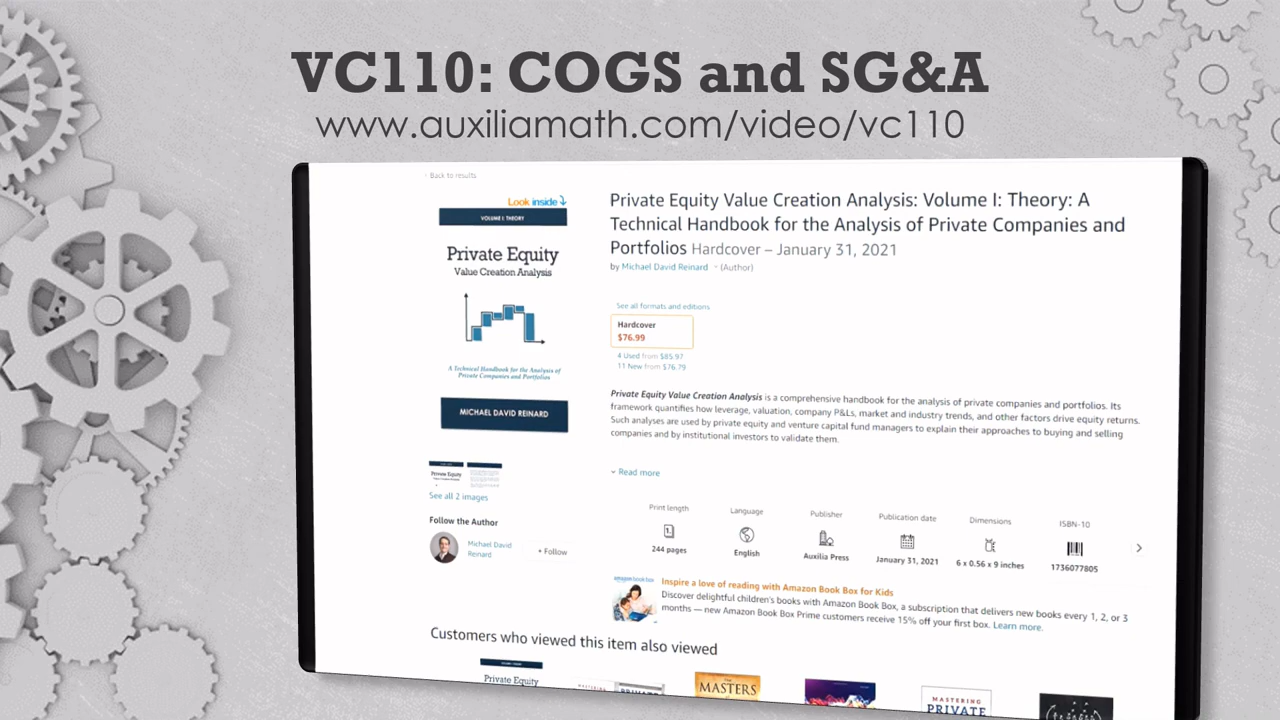 VC110: COGS and SG&A
www.auxiliamath.com/video/vc110
Back to results
Look inside
VOLUME I: THEORY
Private Equity
Value Creation Analysis
A Technical Handbook for the Analysis of
Private Companies and Portfolios
MICHAEL DAVID REINARD
Private Equity
See all 2 images
Follow the Author
Michael David
Reinard
+ Follow
Private Equity Value Creation Analysis: Volume I: Theory: A
Technical Handbook for the Analysis of Private Companies and
Portfolios Hardcover – January 31, 2021
by Michael David Reinard (Author)
See all formats and editions
Hardcover
$76.99
4 Used from $85.97
11 New from $76.79
Private Equity Value Creation Analysis is a comprehensive handbook for the analysis of private companies and portfolios. Its
framework quantifies how leverage, valuation, company P&Ls, market and industry trends, and other factors drive equity returns.
Such analyses are used by private equity and venture capital fund managers to explain their approaches to buying and selling
companies and by institutional investors to validate them.
Read more
Print length
244 pages
Language
English
Publisher
Auxilia Press
Publication date
January 31, 2021
Dimensions
6 x 0.56 x 9 inches
ISBN-10
1736077805
amazon book box
Inspire a love of reading with Amazon Book Box for Kids
Discover delightful children's books with Amazon Book Box, a subscription that delivers new books every 1, 2, or 3
months — new Amazon Book Box Prime customers receive 15% off your first box. Learn more.
Customers who viewed this item also viewed
Private Equity
MASTERING
PRIVATE
THE
MASTERS
MASTERING
PRIVATE